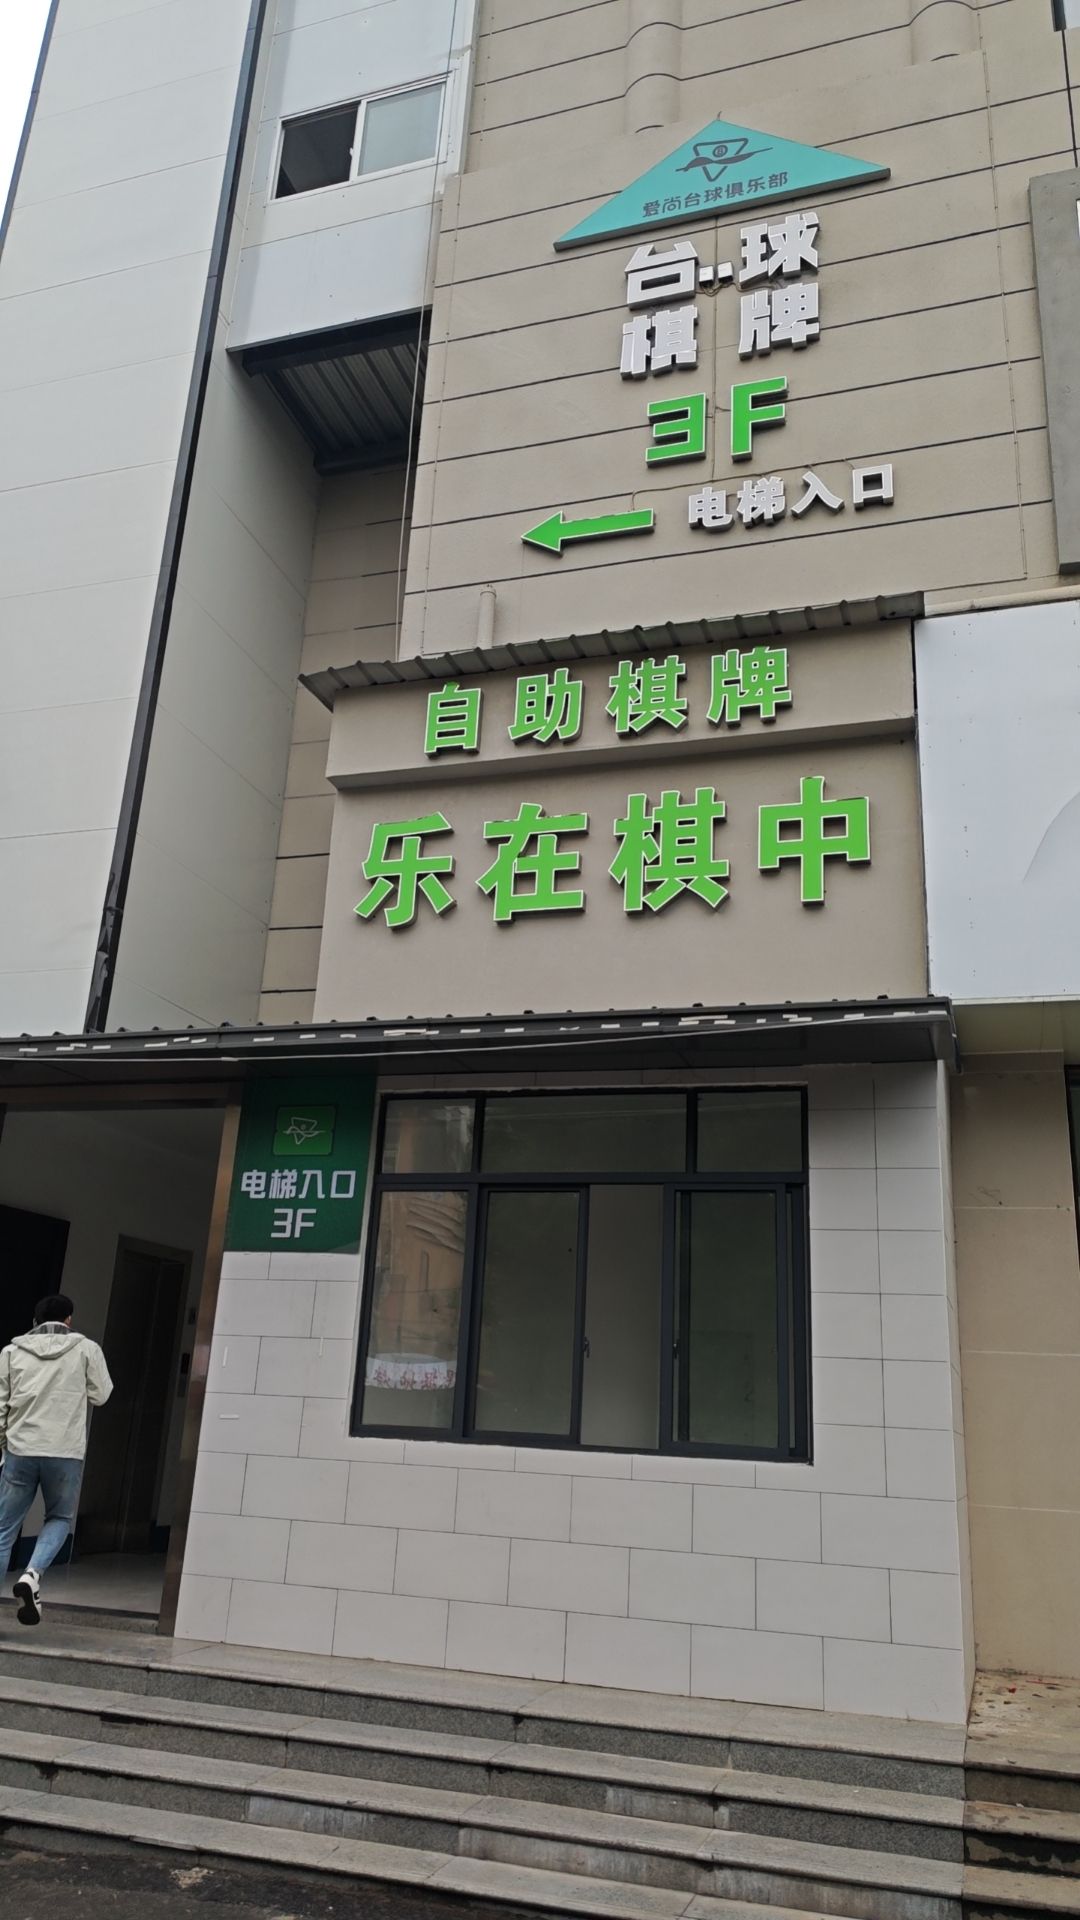 爱尚台球俱乐部
台球
棋牌
3F
电梯入口
自助棋牌
乐在棋中
电梯入口
3F